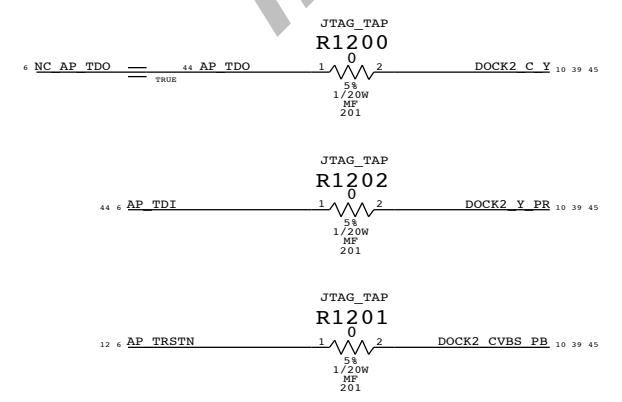 JTAG_TAP
R1200
0
6 NC_AP_TDO 44 AP_TDO 1 2 DOCK2_C_Y 10 39 45
TRUE
5%
1/20W
MF
201
JTAG_TAP
R1202
0
44 6 AP_TDI 1 2 DOCK2_Y_PR 10 39 45
5%
1/20W
MF
201
JTAG_TAP
R1201
0
12 6 AP_TRSTN 1 2 DOCK2_CVBS_PB 10 39 45
5%
1/20W
MF
201